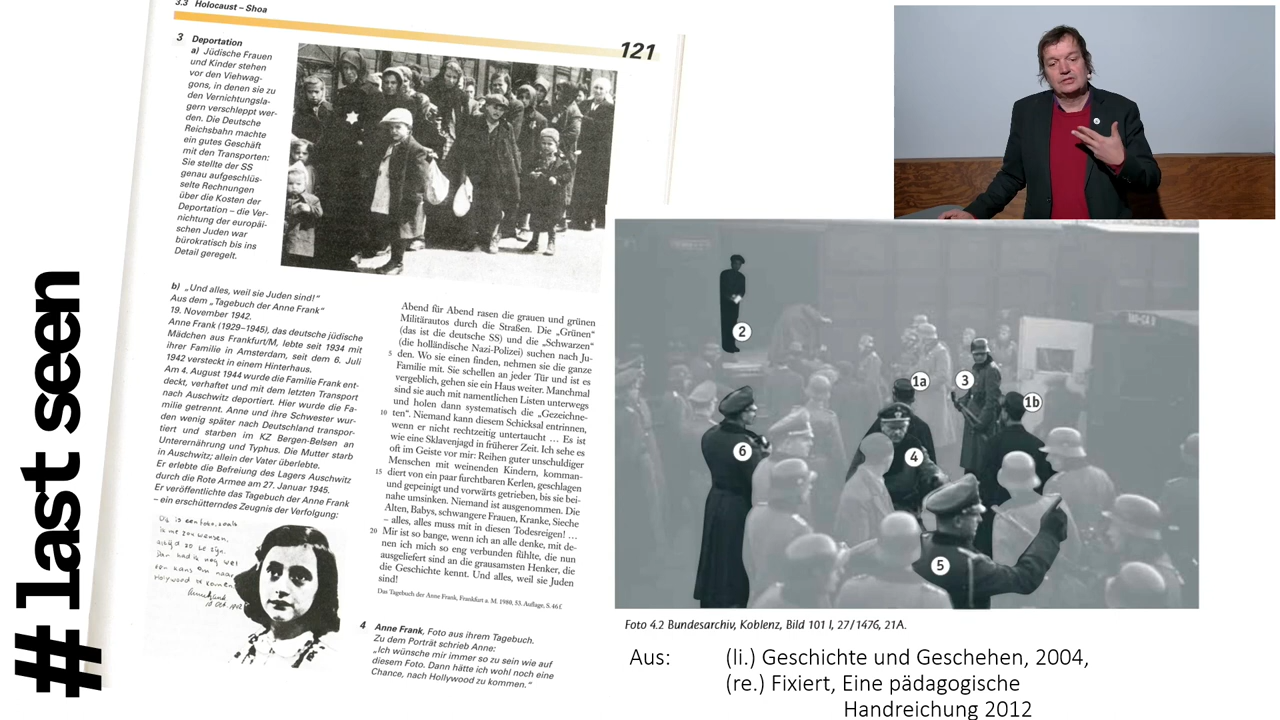 # last seen
3.3 Holocaust – Shoa
121
3 Deportation
a) Jüdische Frauen
und Kinder stehen
vor den Viehwag-
gons, in denen sie zu
den Vernichtungsla-
gern verschleppt wer-
den. Die Deutsche
Reichsbahn machte
ein gutes Geschäft
mit den Transporten:
Sie stellte der SS
genau aufgeschlüs-
selte Rechnungen
über die Kosten der
Deportation – die Ver-
nichtung der europäi-
schen Juden war
bürokratisch bis ins
Detail geregelt.
b) „Und alles, weil sie Juden sind!“
Aus dem „Tagebuch der Anne Frank“
19. November 1942.
Anne Frank (1929–1945), das deutsche jüdische
Mädchen aus Frankfurt/M, lebte seit 1934 mit
ihrer Familie in Amsterdam, seit dem 6. Juli
1942 versteckt in einem Hinterhaus.
Am 4. August 1944 wurde die Familie Frank ent-
deckt, verhaftet und mit dem letzten Transport
nach Auschwitz deportiert. Hier wurde die Fa-
milie getrennt. Anne und ihre Schwester wur-
den wenig später nach Deutschland transpor-
tiert und starben im KZ Bergen-Belsen an
Unterernährung und Typhus. Die Mutter starb
in Auschwitz; allein der Vater überlebte.
Er erlebte die Befreiung des Lagers Auschwitz
durch die Rote Armee am 27. Januar 1945.
Er veröffentlichte das Tagebuch der Anne Frank
– ein erschütterndes Zeugnis der Verfolgung:
Abend für Abend rasen die grauen und grünen
Militärautos durch die Straßen. Die „Grünen“
(das ist die deutsche SS) und die „Schwarzen“
(die holländische Nazi-Polizei) suchen nach Ju-
5 den. Wo sie einen finden, nehmen sie die ganze
Familie mit. Sie schellen an jeder Tür und ist es
vergeblich, gehen sie ein Haus weiter. Manchmal
sind sie auch mit namentlichen Listen unterwegs
und holen dann systematisch die „Gezeichne-
10 ten“. Niemand kann diesem Schicksal entrinnen,
wenn er nicht rechtzeitig untertaucht … Es ist
wie eine Sklavenjagd in früherer Zeit. Ich sehe es
oft im Geiste vor mir: Reihen guter unschuldiger
Menschen mit weinenden Kindern, komman-
15 diert von ein paar furchtbaren Kerlen, geschlagen
und gepeinigt und vorwärts getrieben, bis sie bei-
nahe umsinken. Niemand ist ausgenommen. Die
Alten, Babys, schwangere Frauen, Kranke, Sieche
– alles, alles muss mit in diesen Todesreigen! …
20 Mir ist so bange, wenn ich an alle denke, mit de-
nen ich mich so eng verbunden fühlte, die nun
ausgeliefert sind an die grausamsten Henker, die
die Geschichte kennt. Und alles, weil sie Juden
sind!
Das Tagebuch der Anne Frank, Frankfurt a. M. 1980, 53. Auflage, S. 46 f.
4 Anne Frank, Foto aus ihrem Tagebuch.
Zu dem Porträt schrieb Anne:
„Ich wünsche mir immer so zu sein wie auf
diesem Foto. Dann hätte ich wohl noch eine
Chance, nach Hollywood zu kommen.“
2
1a
3
1b
6
4
5
Foto 4.2 Bundesarchiv, Koblenz, Bild 101 I, 27/1476, 21A.
Aus: (li.) Geschichte und Geschehen, 2004,
(re.) Fixiert, Eine pädagogische
Handreichung 2012